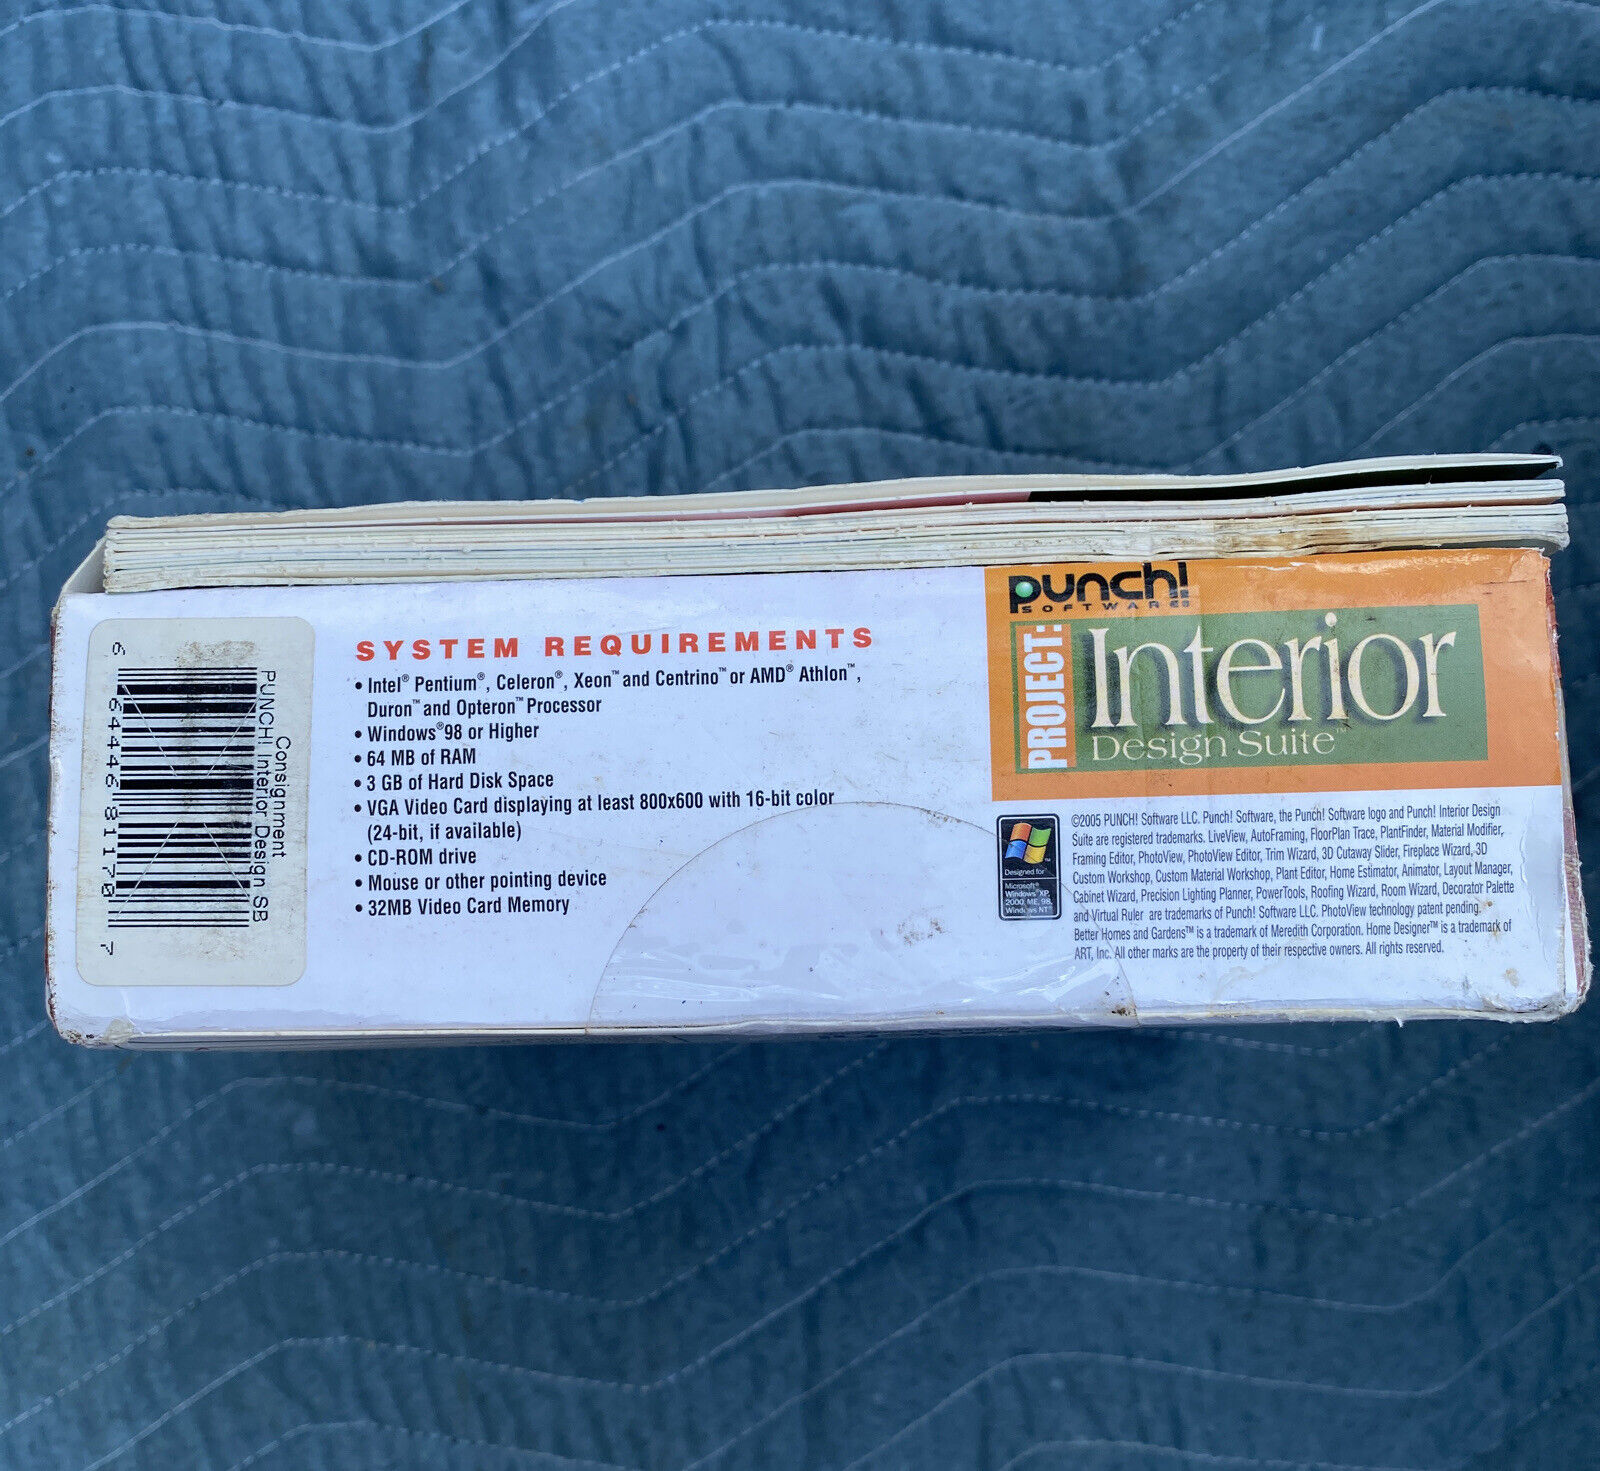 Consignment
PUNCH! Interior Design SB
6 64446 81170 7
SYSTEM REQUIREMENTS
• Intel® Pentium®, Celeron®, Xeon™ and Centrino™ or AMD® Athlon™,
Duron™ and Opteron™ Processor
• Windows®98 or Higher
• 64 MB of RAM
• 3 GB of Hard Disk Space
• VGA Video Card displaying at least 800x600 with 16-bit color
(24-bit, if available)
• CD-ROM drive
• Mouse or other pointing device
• 32MB Video Card Memory
punch!
SOFTWARE
PROJECT:
Interior
Design Suite™
Designed for
Microsoft®
Windows® XP,
2000, ME, 98,
Windows NT®
©2005 PUNCH! Software LLC. Punch! Software, the Punch! Software logo and Punch! Interior Design
Suite are registered trademarks. LiveView, AutoFraming, FloorPlan Trace, PlantFinder, Material Modifier,
Framing Editor, PhotoView, PhotoView Editor, Trim Wizard, 3D Cutaway Slider, Fireplace Wizard, 3D
Custom Workshop, Custom Material Workshop, Plant Editor, Home Estimator, Animator, Layout Manager,
Cabinet Wizard, Precision Lighting Planner, PowerTools, Roofing Wizard, Room Wizard, Decorator Palette
and Virtual Ruler are trademarks of Punch! Software LLC. PhotoView technology patent pending.
Better Homes and Gardens™ is a trademark of Meredith Corporation. Home Designer™ is a trademark of
ART, Inc. All other marks are the property of their respective owners. All rights reserved.